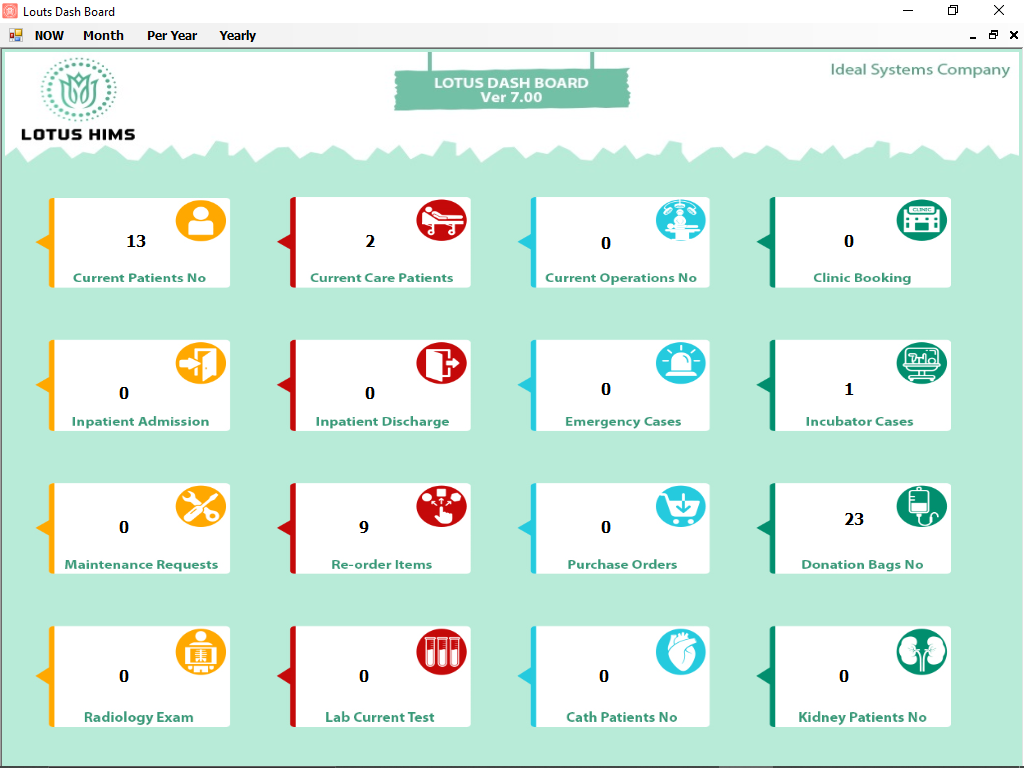 Louts Dash Board
NOW Month Per Year Yearly
LOTUS HIMS
LOTUS DASH BOARD
Ver 7.00
Ideal Systems Company
13
Current Patients No
2
Current Care Patients
0
Current Operations No
CLINIC
0
Clinic Booking
0
Inpatient Admission
0
Inpatient Discharge
0
Emergency Cases
1
Incubator Cases
0
Maintenance Requests
9
Re-order Items
0
Purchase Orders
23
Donation Bags No
0
Radiology Exam
0
Lab Current Test
0
Cath Patients No
0
Kidney Patients No